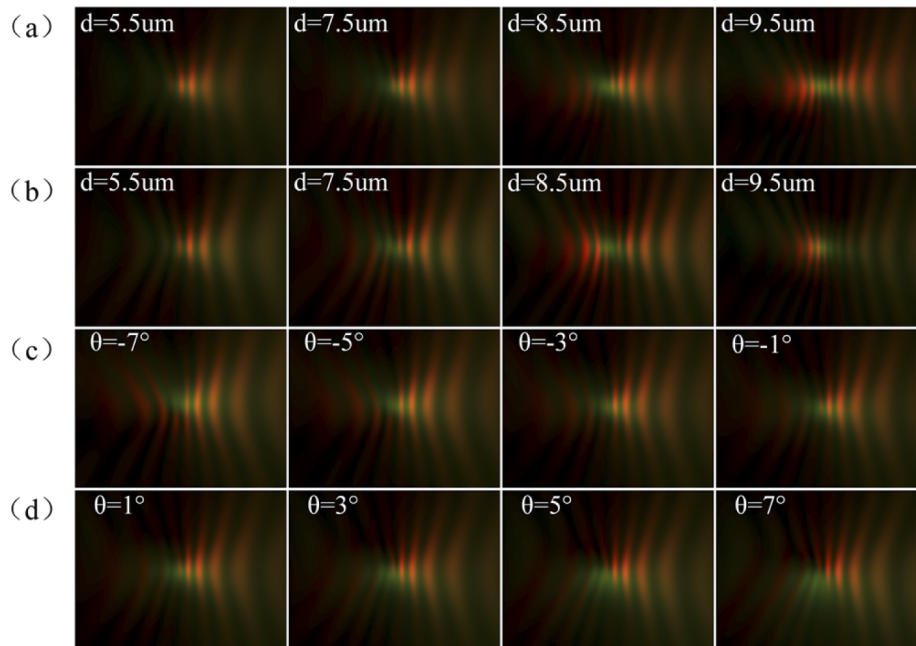 （a） d=5.5um d=7.5um d=8.5um d=9.5um
（b） d=5.5um d=7.5um d=8.5um d=9.5um
（c） θ=-7° θ=-5° θ=-3° θ=-1°
（d） θ=1° θ=3° θ=5° θ=7°